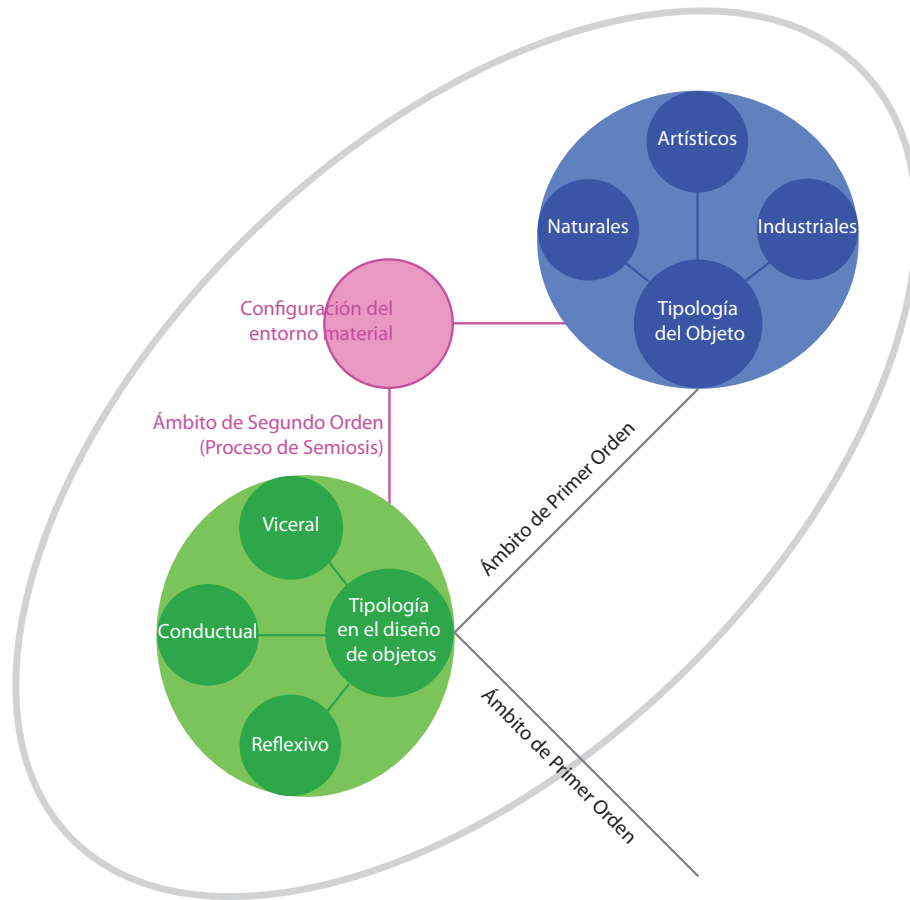 Artísticos
Naturales
Industriales
Tipología
del Objeto
Configuración del
entorno material
Ámbito de Segundo Orden
(Proceso de Semiosis)
Ámbito de Primer Orden
Viceral
Tipología
en el diseño
de objetos
Conductual
Reflexivo
Ámbito de Primer Orden